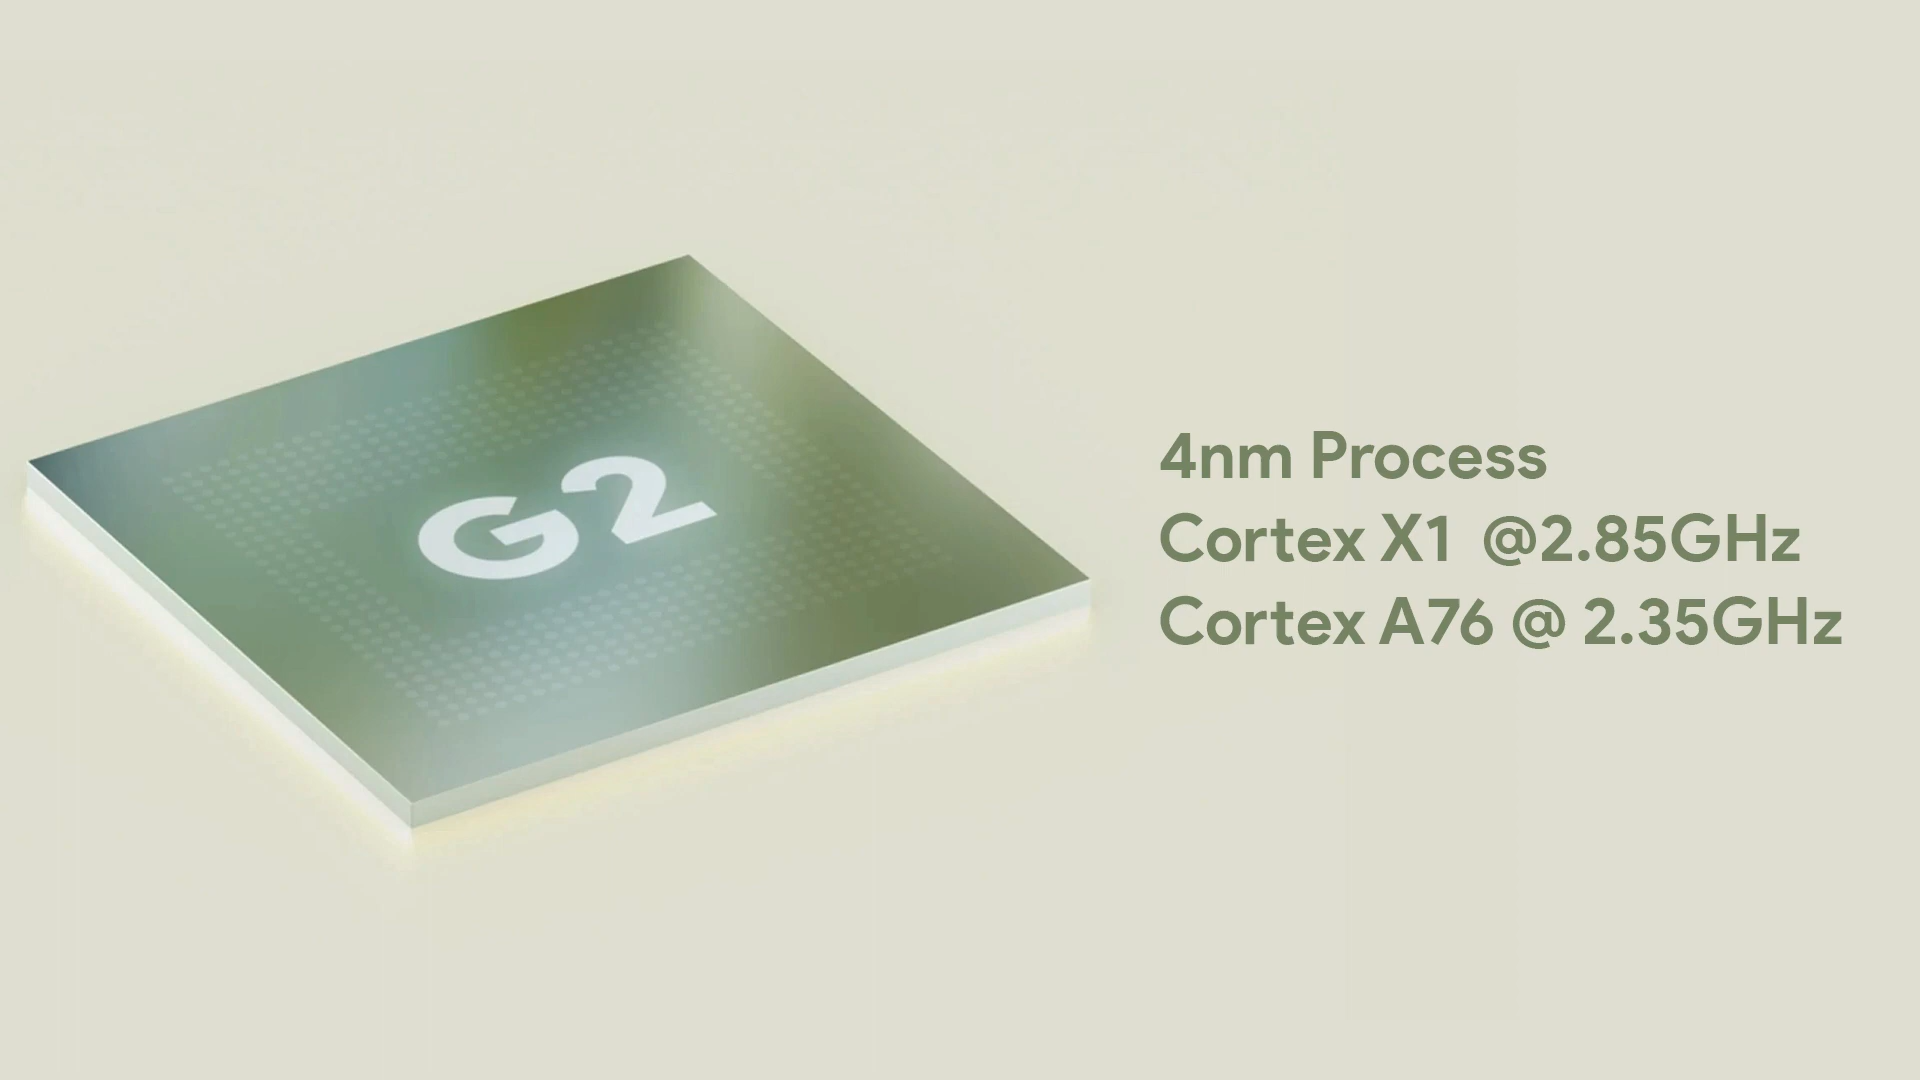 G2
4nm Process
Cortex X1 @2.85GHz
Cortex A76 @ 2.35GHz